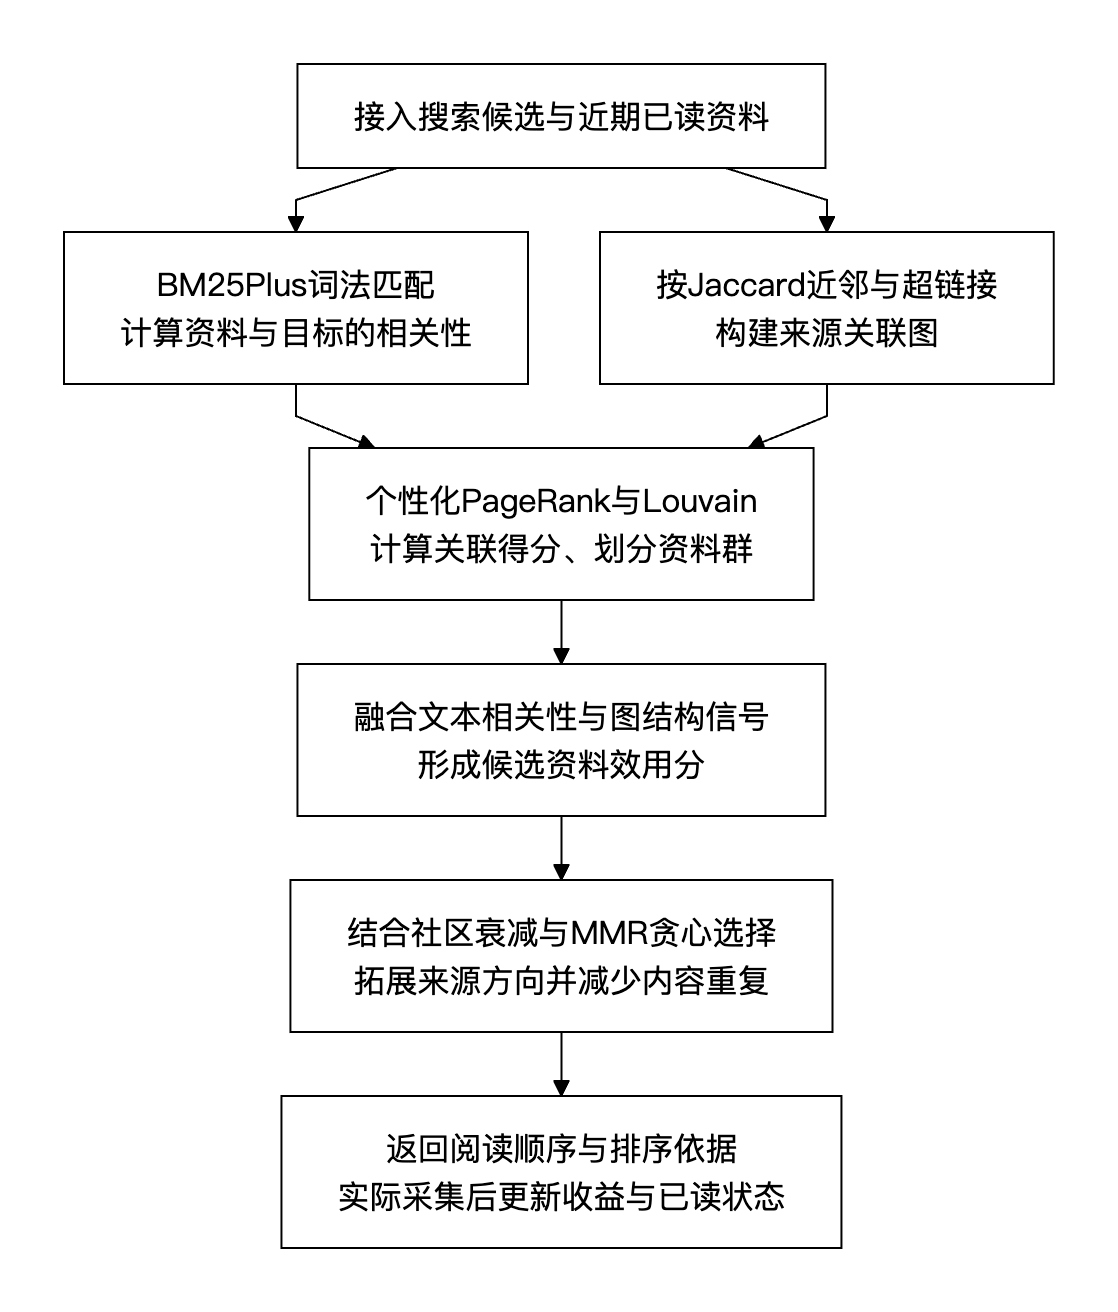 接入搜索候选与近期已读资料
BM25Plus词法匹配
计算资料与目标的相关性
按Jaccard近邻与超链接
构建来源关联图
个性化PageRank与Louvain
计算关联得分、划分资料群
融合文本相关性与图结构信号
形成候选资料效用分
结合社区衰减与MMR贪心选择
拓展来源方向并减少内容重复
返回阅读顺序与排序依据
实际采集后更新收益与已读状态